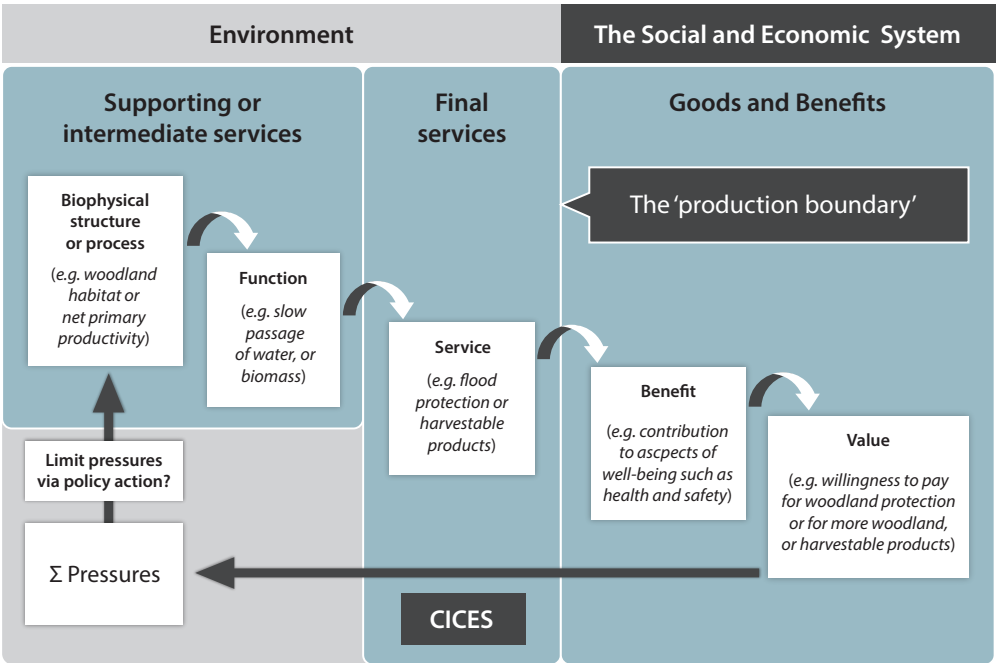 Environment
The Social and Economic System
Supporting or
intermediate services
Final
services
Goods and Benefits
Biophysical
structure
or process
(e.g. woodland
habitat or
net primary
productivity)
Function
(e.g. slow
passage
of water, or
biomass)
Service
(e.g. flood
protection or
harvestable
products)
The ‘production boundary’
Benefit
(e.g. contribution
to ascpects of
well-being such as
health and safety)
Value
(e.g. willingness to pay
for woodland protection
or for more woodland,
or harvestable products)
Limit pressures
via policy action?
Σ Pressures
CICES